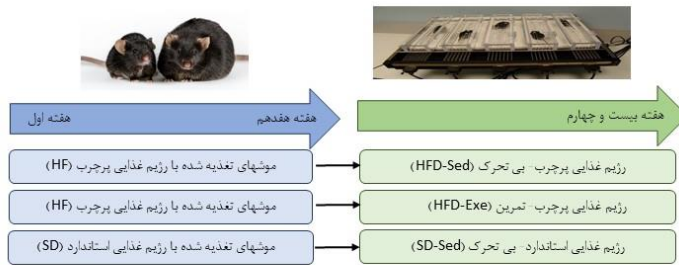 هفته اول
هفته هفدهم
هفته بیست و چهارم
موشهای تغذیه شده با رژیم غذایی پرچرب (HF)
رژیم غذایی پرچرب- بی تحرک (HFD-Sed)
موشهای تغذیه شده با رژیم غذایی پرچرب (HF)
رژیم غذایی پرچرب- تمرین (HFD-Exe)
موشهای تغذیه شده با رژیم غذایی استاندارد (SD)
رژیم غذایی استاندارد- بی تحرک (SD-Sed)